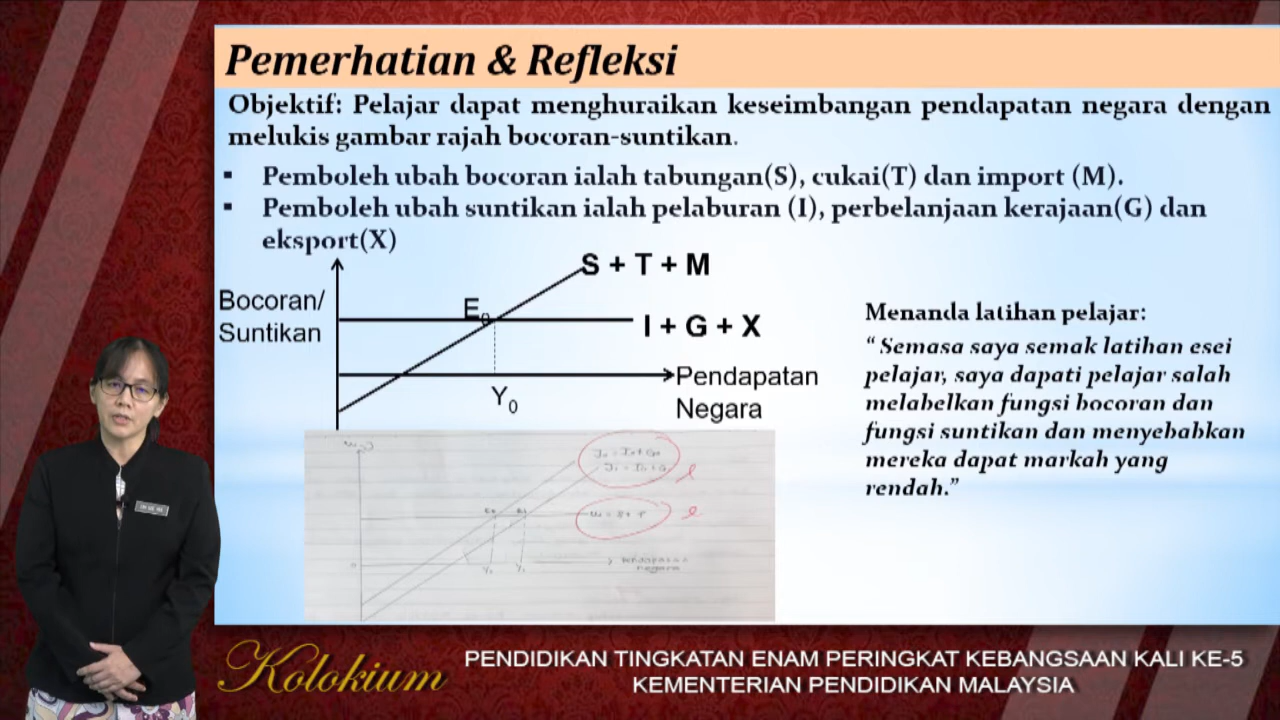 Pemerhatian & Refleksi
Objektif: Pelajar dapat menghuraikan keseimbangan pendapatan negara dengan
melukis gambar rajah bocoran-suntikan.
▪ Pemboleh ubah bocoran ialah tabungan(S), cukai(T) dan import (M).
▪ Pemboleh ubah suntikan ialah pelaburan (I), perbelanjaan kerajaan(G) dan
eksport(X)
S + T + M
Bocoran/
Suntikan
E₀
I + G + X
Pendapatan
Negara
Y₀
Menanda latihan pelajar:
“ Semasa saya semak latihan esei
pelajar, saya dapati pelajar salah
melabelkan fungsi bocoran dan
fungsi suntikan dan menyebabkan
mereka dapat markah yang
rendah.”
Kolokium
PENDIDIKAN TINGKATAN ENAM PERINGKAT KEBANGSAAN KALI KE-5
KEMENTERIAN PENDIDIKAN MALAYSIA